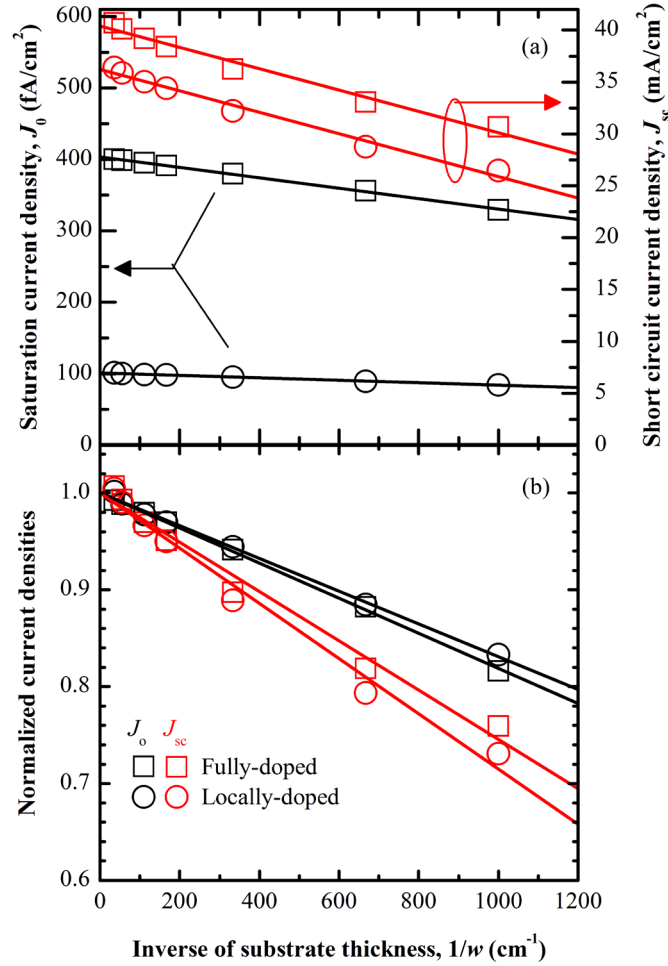 Saturation current density, J₀ (fA/cm²)
600
500
400
300
200
100
0
(a)
40
35
30
25
20
15
10
5
0
Short circuit current density, Jsc (mA/cm²)
Normalized current densities
1.0
0.9
0.8
0.7
0.6
(b)
Jo Jsc
Fully-doped
Locally-doped
0 200 400 600 800 1000 1200
Inverse of substrate thickness, 1/w (cm⁻¹)